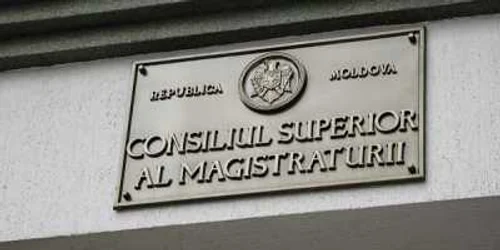 REPUBLICA MOLDOVA
CONSILIUL SUPERIOR
AL MAGISTRATURII